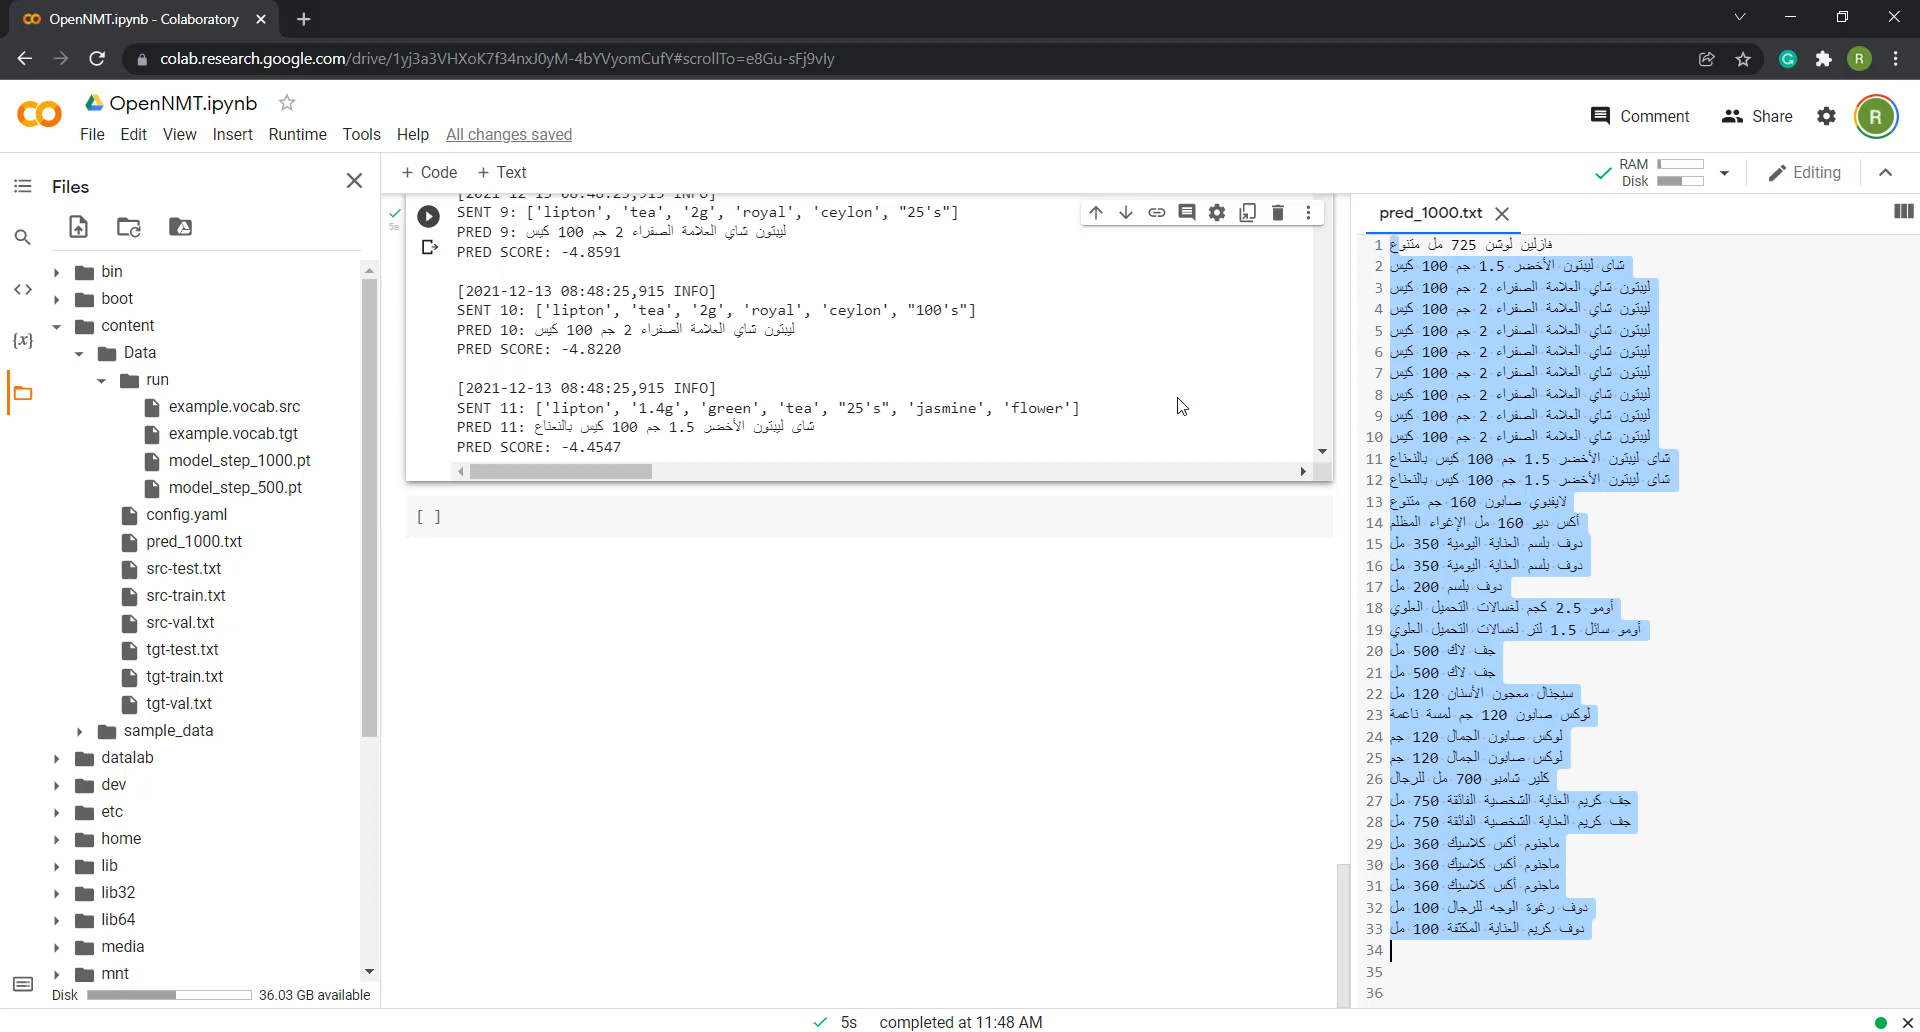 OpenNMT.ipynb - Colaboratory
colab.research.google.com/drive/1yj3a3VHXoK7f34nxJ0yM-4bYVyomCufY#scrollTo=e8Gu-sFj9vIy
R
OpenNMT.ipynb
File Edit View Insert Runtime Tools Help All changes saved
Comment Share R
Files
+ Code + Text
RAM
Disk
Editing
bin
boot
content
Data
run
example.vocab.src
example.vocab.tgt
model_step_1000.pt
model_step_500.pt
config.yaml
pred_1000.txt
src-test.txt
src-train.txt
src-val.txt
tgt-test.txt
tgt-train.txt
tgt-val.txt
sample_data
datalab
dev
etc
home
lib
lib32
lib64
media
mnt
Disk 36.03 GB available
5s
[2021-12-13 08:48:25,915 INFO]
SENT 9: ['lipton', 'tea', '2g', 'royal', 'ceylon', "25's"]
PRED 9: ليبتون شاي العلامة الصفراء 2 جم 100 كيس
PRED SCORE: -4.8591
[2021-12-13 08:48:25,915 INFO]
SENT 10: ['lipton', 'tea', '2g', 'royal', 'ceylon', "100's"]
PRED 10: ليبتون شاي العلامة الصفراء 2 جم 100 كيس
PRED SCORE: -4.8220
[2021-12-13 08:48:25,915 INFO]
SENT 11: ['lipton', '1.4g', 'green', 'tea', "25's", 'jasmine', 'flower']
PRED 11: شاى ليبتون الأخضر 1.5 جم 100 كيس بالنعناع
PRED SCORE: -4.4547
[ ]
pred_1000.txt
1 فازلين لوشن 725 مل متنوع
2 شاى ليبتون الأخضر 1.5 جم 100 كيس
3 ليبتون شاي العلامة الصفراء 2 جم 100 كيس
4 ليبتون شاي العلامة الصفراء 2 جم 100 كيس
5 ليبتون شاي العلامة الصفراء 2 جم 100 كيس
6 ليبتون شاي العلامة الصفراء 2 جم 100 كيس
7 ليبتون شاي العلامة الصفراء 2 جم 100 كيس
8 ليبتون شاي العلامة الصفراء 2 جم 100 كيس
9 ليبتون شاي العلامة الصفراء 2 جم 100 كيس
10 ليبتون شاي العلامة الصفراء 2 جم 100 كيس
11 شاى ليبتون الأخضر 1.5 جم 100 كيس بالنعناع
12 شاى ليبتون الأخضر 1.5 جم 100 كيس بالنعناع
13 لايفبوي صابون 160 جم متنوع
14 أكس ديو 160 مل الإغواء المظلم
15 دوف بلسم العناية اليومية 350 مل
16 دوف بلسم العناية اليومية 350 مل
17 دوف بلسم 200 مل
18 أومو 2.5 كجم لغسالات التحميل العلوي
19 أومو سائل 1.5 لتر لغسالات التحميل العلوي
20 جف لاك 500 مل
21 جف لاك 500 مل
22 سيجنال معجون الأسنان 120 مل
23 لوكس صابون 120 جم لمسة ناعمة
24 لوكس صابون الجمال 120 جم
25 لوكس صابون الجمال 120 جم
26 كلير شامبو 700 مل للرجال
27 جف كريم العناية الشخصية الفائقة 750 مل
28 جف كريم العناية الشخصية الفائقة 750 مل
29 ماجنوم أكس كلاسيك 360 مل
30 ماجنوم أكس كلاسيك 360 مل
31 ماجنوم أكس كلاسيك 360 مل
32 دوف رغوة الوجه للرجال 100 مل
33 دوف كريم العناية المكثفة 100 مل
34
35
36
5s completed at 11:48 AM